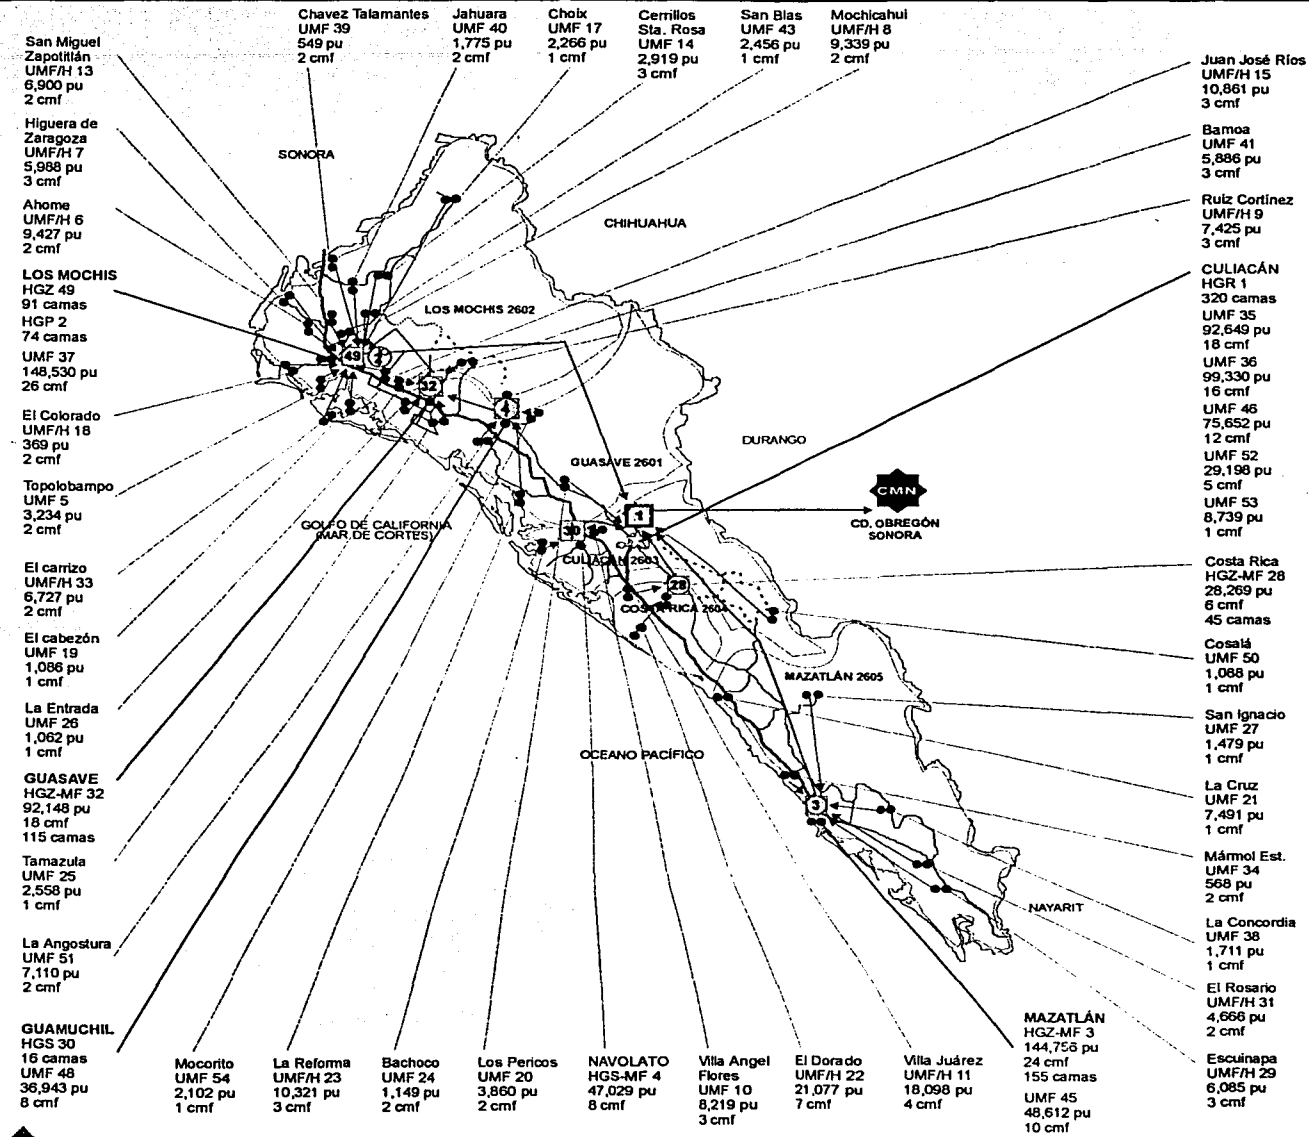 Chavez Talamantes
UMF 39
549 pu
2 cmf
Jahuara
UMF 40
1,775 pu
2 cmf
Choix
UMF 17
2,266 pu
1 cmf
Cerrillos
Sta. Rosa
UMF 14
2,919 pu
3 cmf
San Blas
UMF 43
2,456 pu
1 cmf
Mochicahui
UMF/H 8
9,339 pu
2 cmf
San Miguel
Zapotitlán
UMF/H 13
6,900 pu
2 cmf
Higuera de
Zaragoza
UMF/H 7
5,988 pu
3 cmf
Ahome
UMF/H 6
9,427 pu
2 cmf
LOS MOCHIS
HGZ 49
91 camas
HGP 2
74 camas
UMF 37
148,530 pu
26 cmf
El Colorado
UMF/H 18
369 pu
2 cmf
Topolobampo
UMF 5
3,234 pu
2 cmf
El carrizo
UMF/H 33
6,727 pu
2 cmf
El cabezón
UMF 19
1,086 pu
1 cmf
La Entrada
UMF 26
1,062 pu
1 cmf
GUASAVE
HGZ-MF 32
92,148 pu
18 cmf
115 camas
Tamazula
UMF 25
2,558 pu
1 cmf
La Angostura
UMF 51
7,110 pu
2 cmf
GUAMUCHIL
HGS 30
16 camas
UMF 48
36,943 pu
8 cmf
SONORA
CHIHUAHUA
LOS MOCHIS 2602
49
2
32
4
DURANGO
GUASAVE 2601
1
CMN
CD. OBREGÓN
SONORA
GOLFO DE CALIFORNIA
(MAR DE CORTES)
30
CULIACAN 2603
28
COSTA RICA 2604
MAZATLÁN 2605
OCEANO PACÍFICO
3
NAYARIT
Juan José Ríos
UMF/H 15
10,861 pu
3 cmf
Bamoa
UMF 41
5,886 pu
3 cmf
Ruiz Cortinez
UMF/H 9
7,425 pu
3 cmf
CULIACÁN
HGR 1
320 camas
UMF 35
92,649 pu
18 cmf
UMF 36
99,330 pu
16 cmf
UMF 46
75,652 pu
12 cmf
UMF 52
29,198 pu
5 cmf
UMF 53
8,739 pu
1 cmf
Costa Rica
HGZ-MF 28
28,269 pu
6 cmf
45 camas
Cosalá
UMF 50
1,088 pu
1 cmf
San Ignacio
UMF 27
1,479 pu
1 cmf
La Cruz
UMF 21
7,491 pu
1 cmf
Mármol Est.
UMF 34
568 pu
2 cmf
La Concordia
UMF 38
1,711 pu
1 cmf
El Rosario
UMF/H 31
4,666 pu
2 cmf
Escuinapa
UMF/H 29
6,085 pu
3 cmf
Mocorito
UMF 54
2,102 pu
1 cmf
La Reforma
UMF/H 23
10,321 pu
3 cmf
Bachoco
UMF 24
1,149 pu
2 cmf
Los Pericos
UMF 20
3,860 pu
2 cmf
NAVOLATO
HGS-MF 4
47,029 pu
8 cmf
Villa Angel
Flores
UMF 10
8,219 pu
3 cmf
El Dorado
UMF/H 22
21,077 pu
7 cmf
Villa Juárez
UMF/H 11
18,098 pu
4 cmf
MAZATLÁN
HGZ-MF 3
144,756 pu
24 cmf
155 camas
UMF 45
48,612 pu
10 cmf